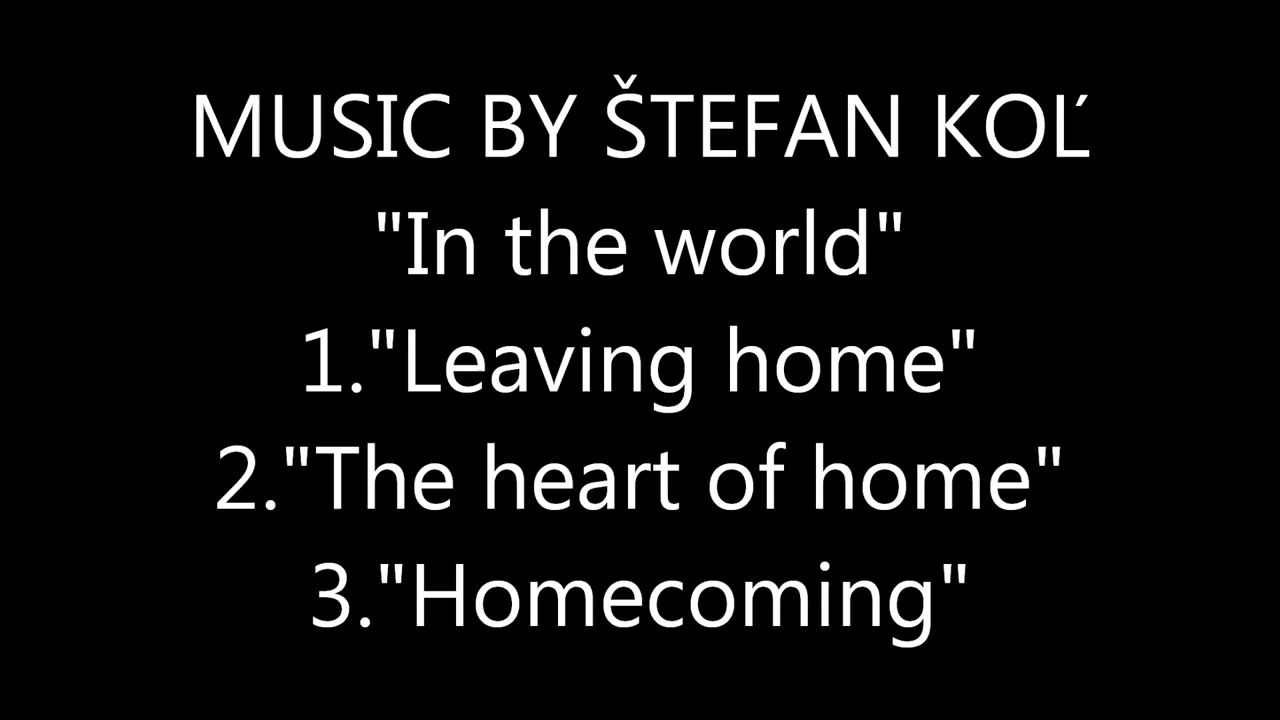 MUSIC BY ŠTEFAN KOĽ
"In the world"
1."Leaving home"
2."The heart of home"
3."Homecoming"